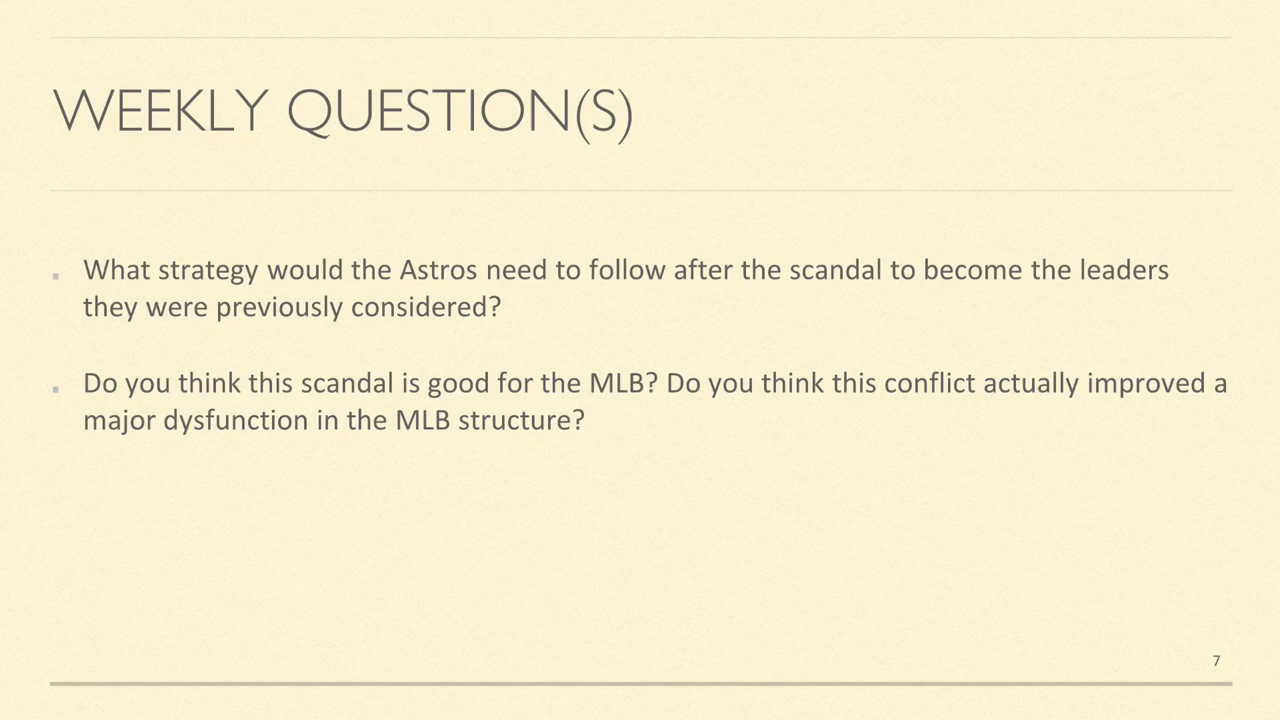 WEEKLY QUESTION(S)
What strategy would the Astros need to follow after the scandal to become the leaders
they were previously considered?
Do you think this scandal is good for the MLB? Do you think this conflict actually improved a
major dysfunction in the MLB structure?
7